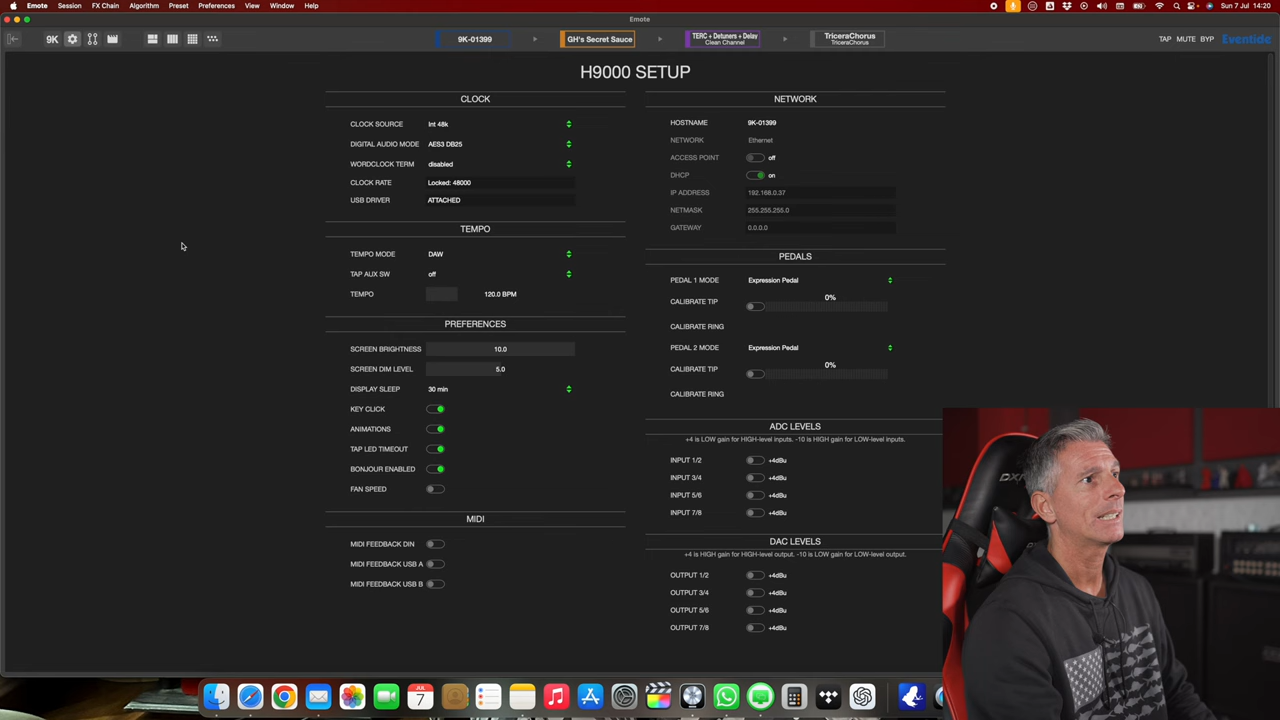 Emote Session FX Chain Algorithm Preset Preferences View Window Help Sun 7 Jul 14:20
Emote
9K 9K-01399 GH's Secret Sauce TERC + Detuners + Delay TriceraChorus TAP MUTE BYP Eventide
Clean Channel TriceraChorus
H9000 SETUP
CLOCK
CLOCK SOURCE Int 48k
DIGITAL AUDIO MODE AES3 DB25
WORDCLOCK TERM disabled
CLOCK RATE Locked: 48000
USB DRIVER ATTACHED
TEMPO
TEMPO MODE DAW
TAP AUX SW off
TEMPO 120.0 BPM
PREFERENCES
SCREEN BRIGHTNESS 10.0
SCREEN DIM LEVEL 5.0
DISPLAY SLEEP 30 min
KEY CLICK
ANIMATIONS
TAP LED TIMEOUT
BONJOUR ENABLED
FAN SPEED
MIDI
MIDI FEEDBACK DIN
MIDI FEEDBACK USB A
MIDI FEEDBACK USB B
NETWORK
HOSTNAME 9K-01399
NETWORK Ethernet
ACCESS POINT off
DHCP on
IP ADDRESS 192.168.0.37
NETMASK 255.255.255.0
GATEWAY 0.0.0.0
PEDALS
PEDAL 1 MODE Expression Pedal
CALIBRATE TIP 0%
CALIBRATE RING
PEDAL 2 MODE Expression Pedal
CALIBRATE TIP 0%
CALIBRATE RING
ADC LEVELS
+4 is LOW gain for HIGH-level inputs. -10 is HIGH gain for LOW-level inputs.
INPUT 1/2 +4dBu
INPUT 3/4 +4dBu
INPUT 5/6 +4dBu
INPUT 7/8 +4dBu
DAC LEVELS
+4 is HIGH gain for HIGH-level output. -10 is LOW gain for LOW-level output.
OUTPUT 1/2 +4dBu
OUTPUT 3/4 +4dBu
OUTPUT 5/6 +4dBu
OUTPUT 7/8 +4dBu
JUL
7